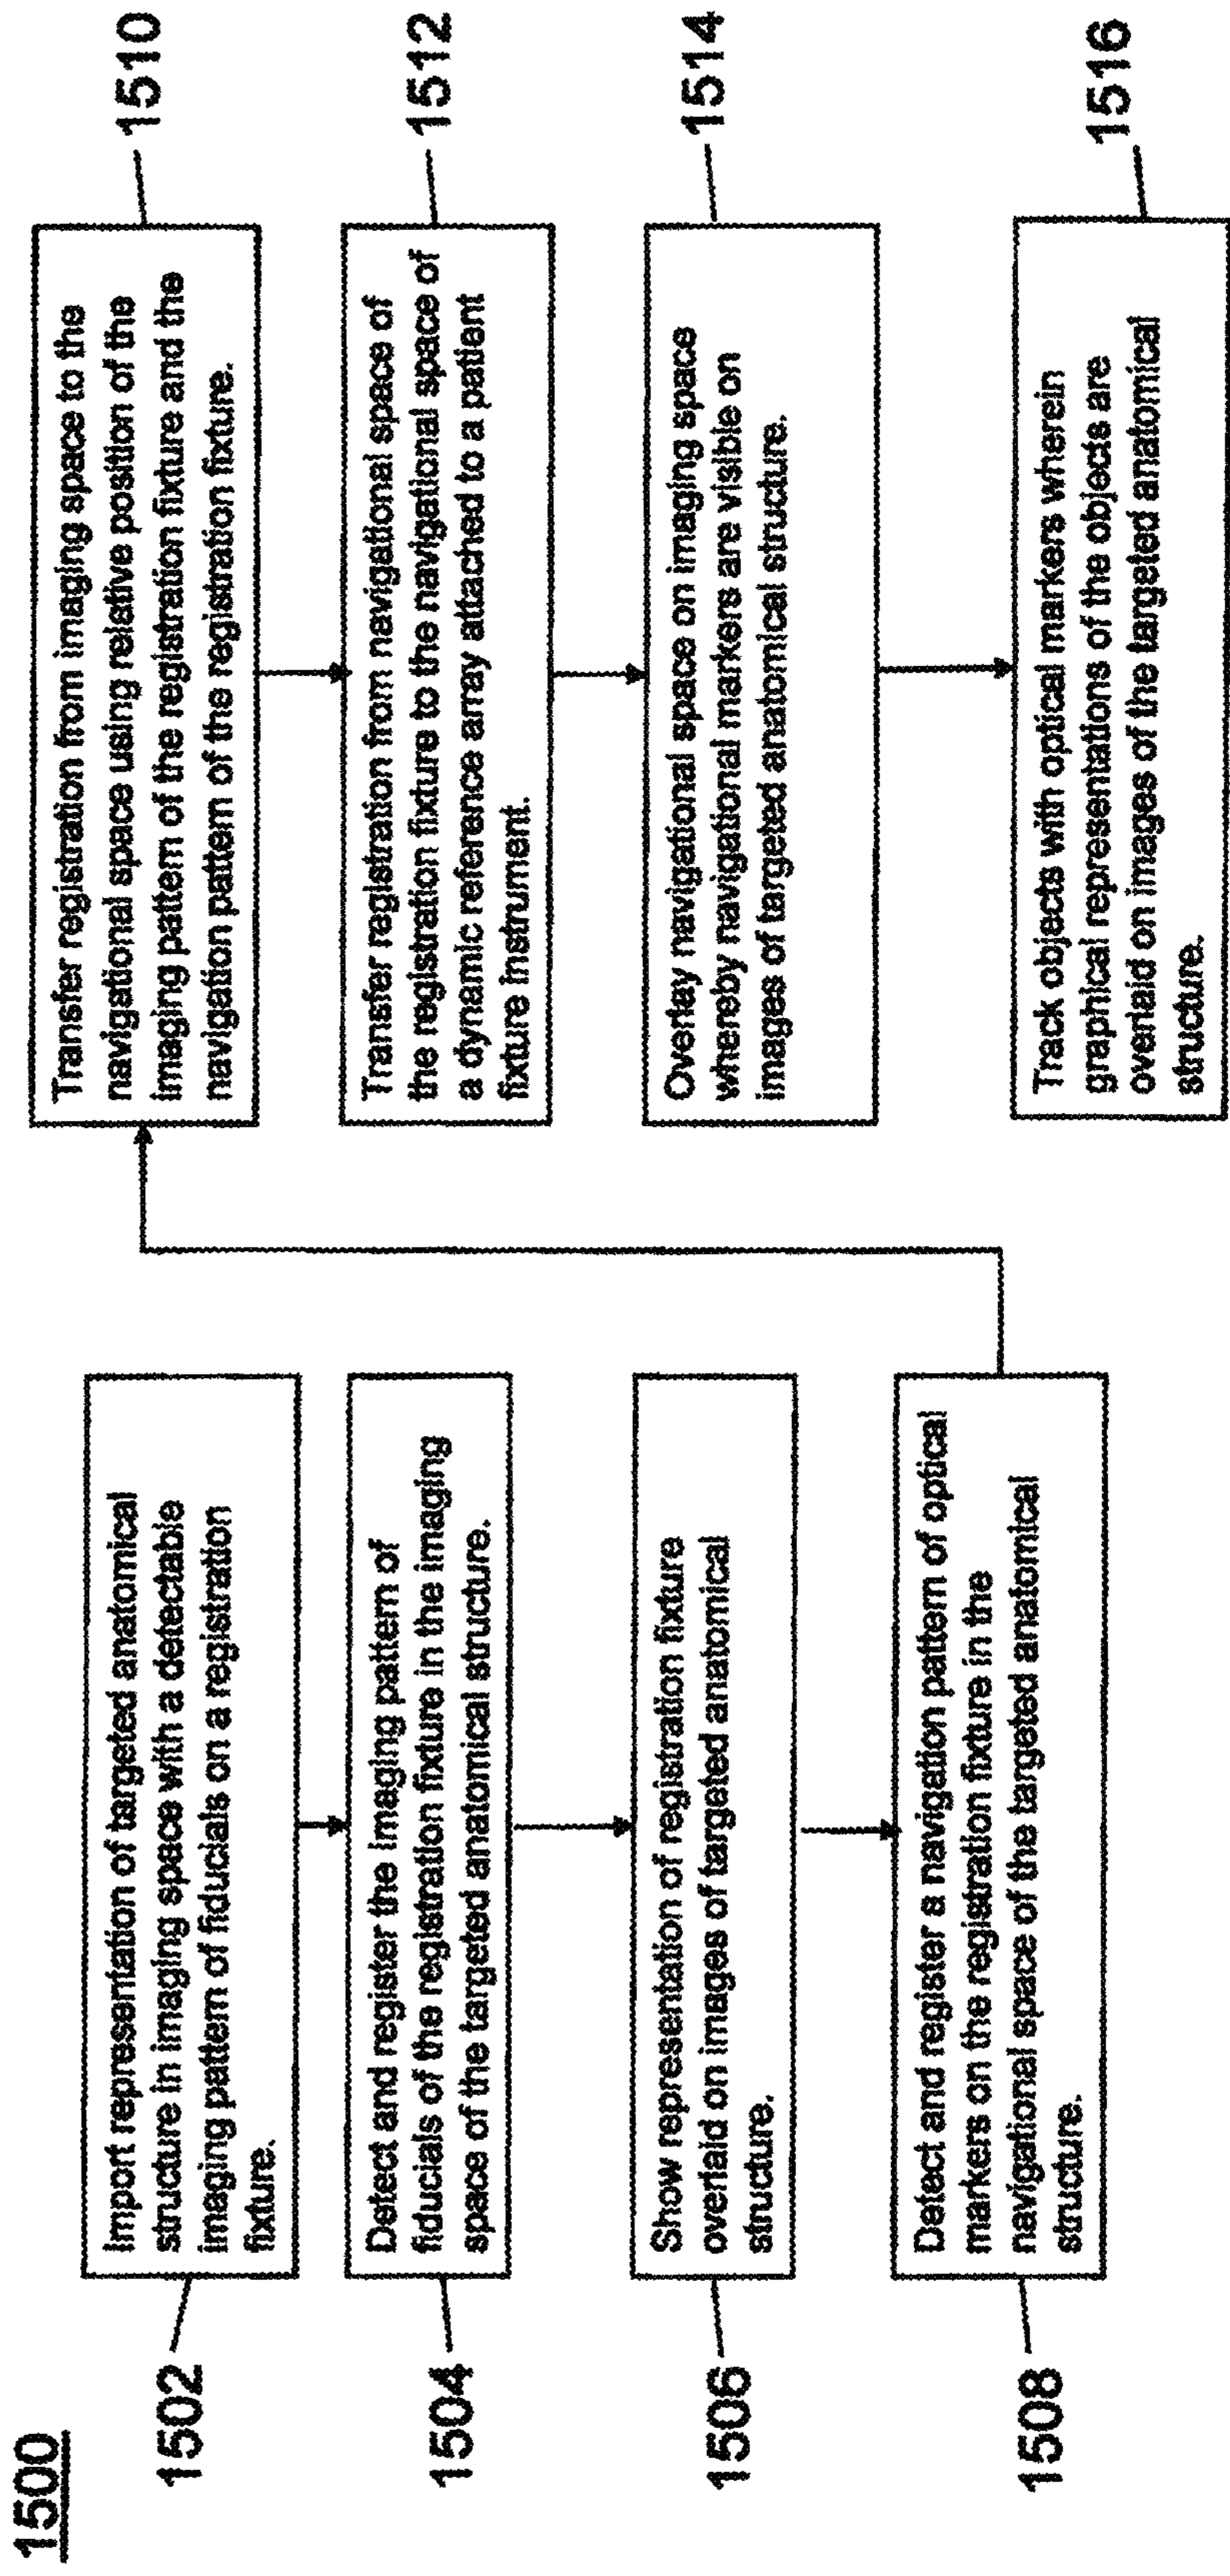 1500
1502
Import representation of targeted anatomical
structure in imaging space with a detectable
imaging pattern of fiducials on a registration
fixture.
1504
Detect and register the imaging pattern of
fiducials of the registration fixture in the imaging
space of the targeted anatomical structure.
1506
Show representation of registration fixture
overlaid on images of targeted anatomical
structure.
1508
Detect and register a navigation pattern of optical
markers on the registration fixture in the
navigational space of the targeted anatomical
structure.
1510
Transfer registration from imaging space to the
navigational space using relative position of the
imaging pattern of the registration fixture and the
navigation pattern of the registration fixture.
1512
Transfer registration from navigational space of
the registration fixture to the navigational space of
a dynamic reference array attached to a patient
fixture instrument.
1514
Overlay navigational space on imaging space
whereby navigational markers are visible on
images of targeted anatomical structure.
1516
Track objects with optical markers wherein
graphical representations of the objects are
overlaid on images of the targeted anatomical
structure.